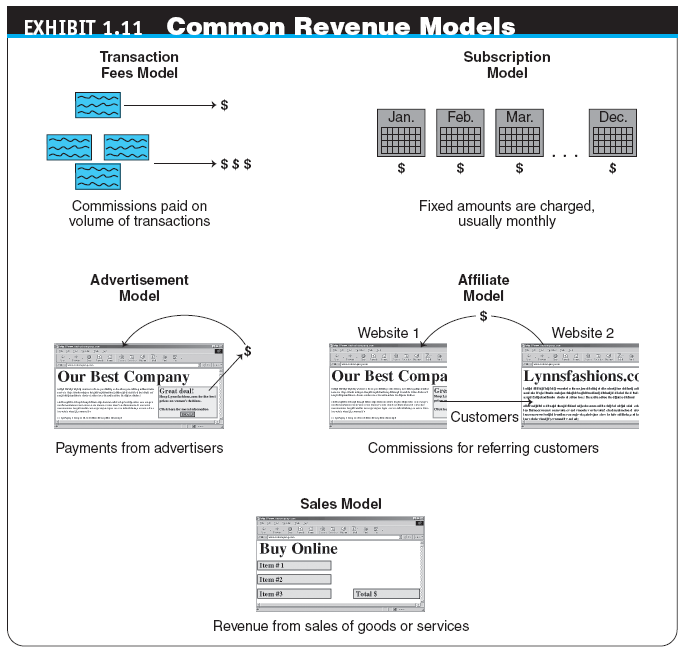 EXHIBIT 1.11 Common Revenue Models
Transaction
Fees Model
$
$ $ $
Commissions paid on
volume of transactions
Subscription
Model
Jan. Feb. Mar. Dec.
. . .
$ $ $ $
Fixed amounts are charged,
usually monthly
Advertisement
Model
$
Our Best Company
Great deal!
Payments from advertisers
Affiliate
Model
$
Website 1 Website 2
Our Best Compa
Lynnsfashions.co
Customers
Commissions for referring customers
Sales Model
Buy Online
Item # 1
Item #2
Item #3 Total $
Revenue from sales of goods or services